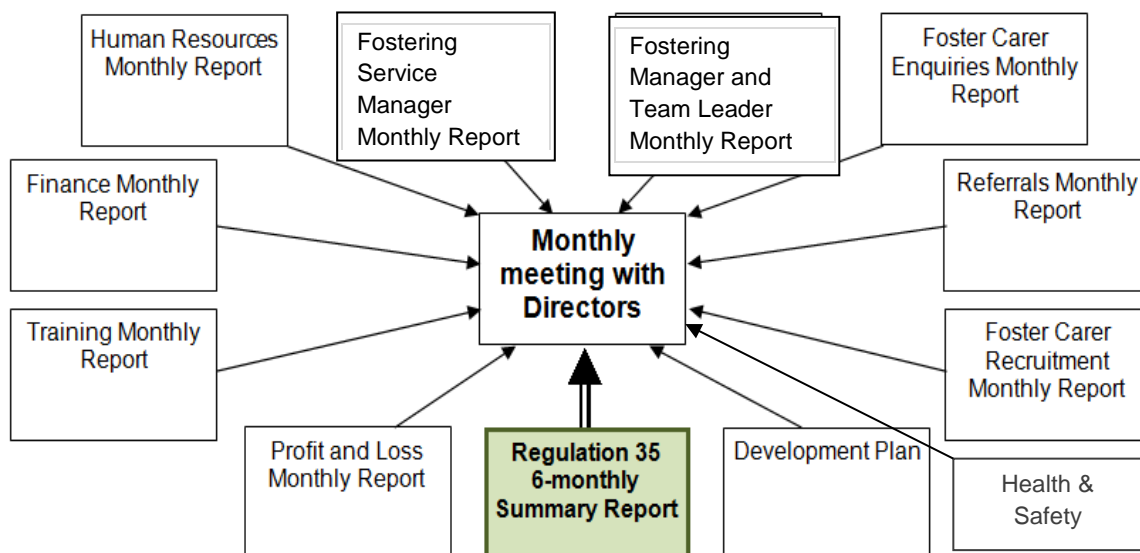 Human Resources
Monthly Report
Fostering
Service
Manager
Monthly Report
Fostering
Manager and
Team Leader
Monthly Report
Foster Carer
Enquiries Monthly
Report
Finance Monthly
Report
Referrals Monthly
Report
Monthly
meeting with
Directors
Training Monthly
Report
Foster Carer
Recruitment
Monthly Report
Profit and Loss
Monthly Report
Regulation 35
6-monthly
Summary Report
Development Plan
Health &
Safety